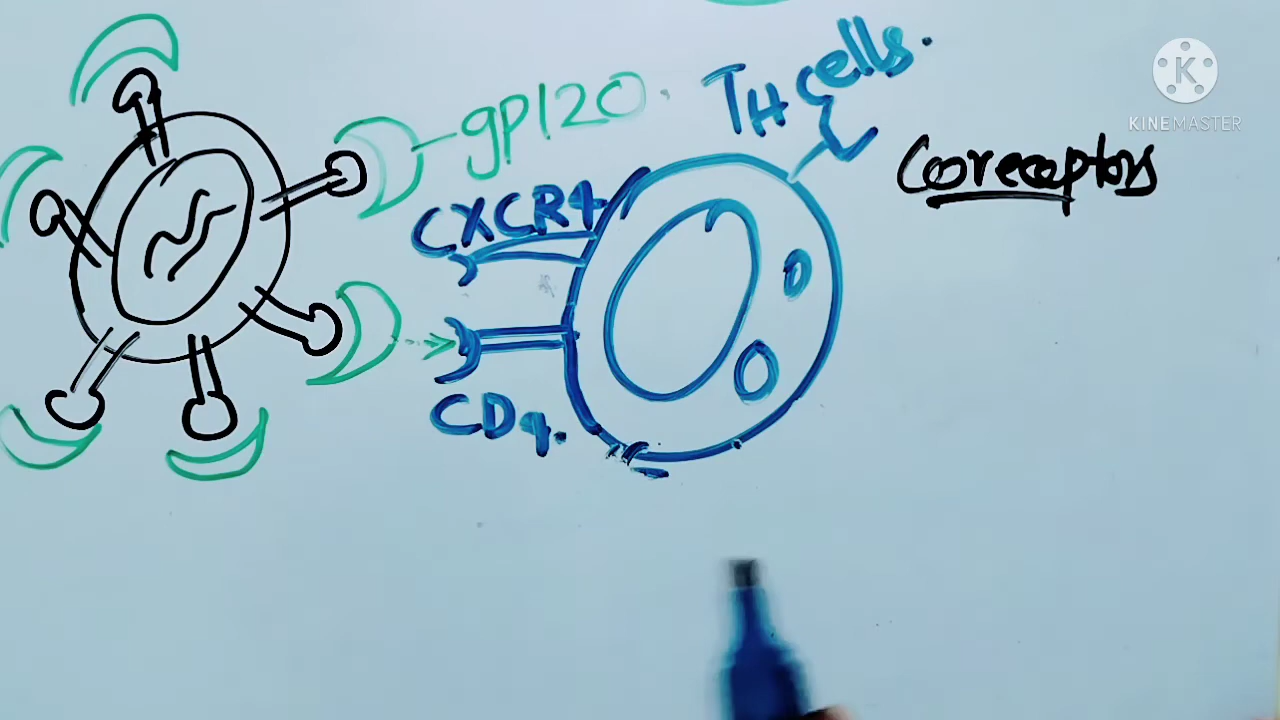 TH cells.
gp120
Coreceptors
CXCR4
CD4.
K
KINEMASTER